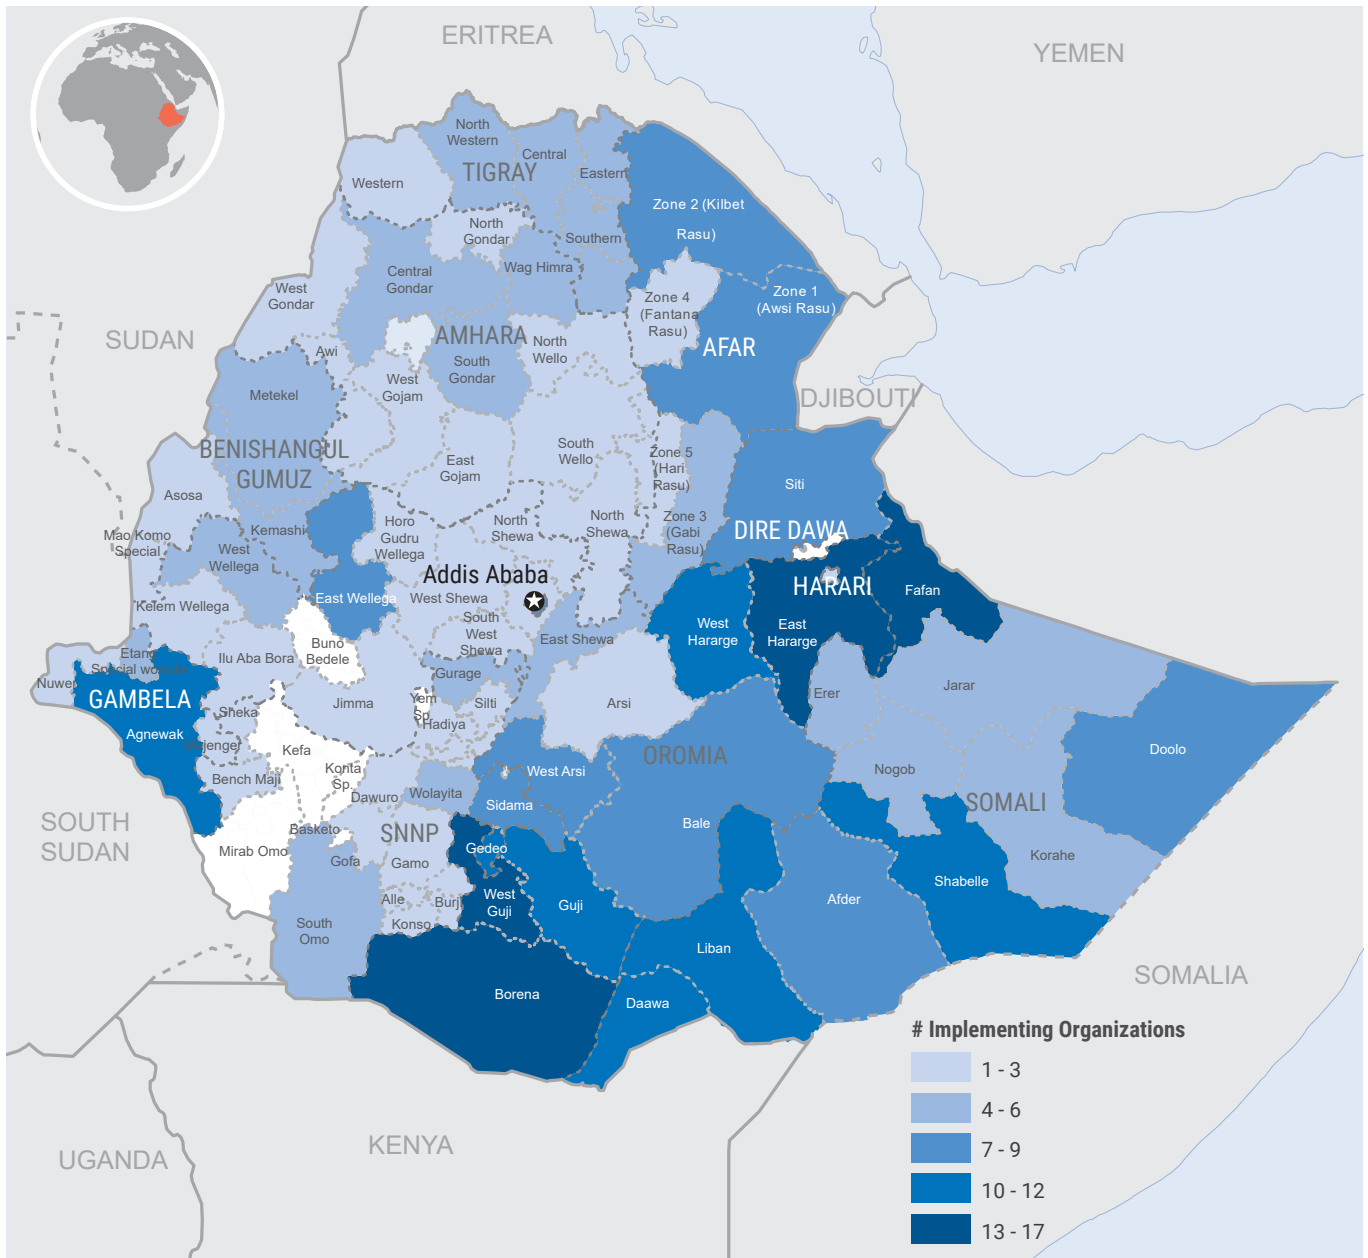 ERITREA
YEMEN
North
Western
TIGRAY
Central
Eastern
Western
Zone 2 (Kilbet
Rasu)
North
Gondar
Southern
Wag Himra
Central
Gondar
West
Gondar
Zone 4
(Fantana
Rasu)
Zone 1
(Awsi Rasu)
SUDAN
AMHARA
North
Wello
AFAR
Awi
South
Gondar
West
Gojam
DJIBOUTI
Metekel
BENISHANGUL
GUMUZ
East
Gojam
South
Wello
Zone 5
(Hari
Rasu)
Siti
Asosa
DIRE DAWA
Mao Komo
Special
Kemashi
Horo
Gudru
Wellega
North
Shewa
North
Shewa
Zone 3
(Gabi
Rasu)
West
Wellega
Addis Ababa
HARARI
Fafan
Kelem Wellega
East Wellega
West Shewa
South
West
Shewa
East Shewa
West
Hararge
East
Hararge
Buno
Bedele
Etang
Special woreda
Ilu Aba Bora
Nuwer
GAMBELA
Gurage
Jimma
Yem
Sp.
Silti
Arsi
Erer
Jarar
Sheka
Hadiya
Agnewak
Majenger
Kefa
OROMIA
Doolo
Bench Maji
Konta
Sp.
Dawuro
Wolayita
West Arsi
Nogob
Sidama
SOMALI
SOUTH
SUDAN
Basketo
SNNP
Bale
Mirab Omo
Gofa
Gamo
Gedeo
Korahe
Shabelle
Alle
Burji
West
Guji
Guji
Afder
South
Omo
Konso
Liban
SOMALIA
Borena
Daawa
# Implementing Organizations
1 - 3
4 - 6
7 - 9
10 - 12
13 - 17
KENYA
UGANDA